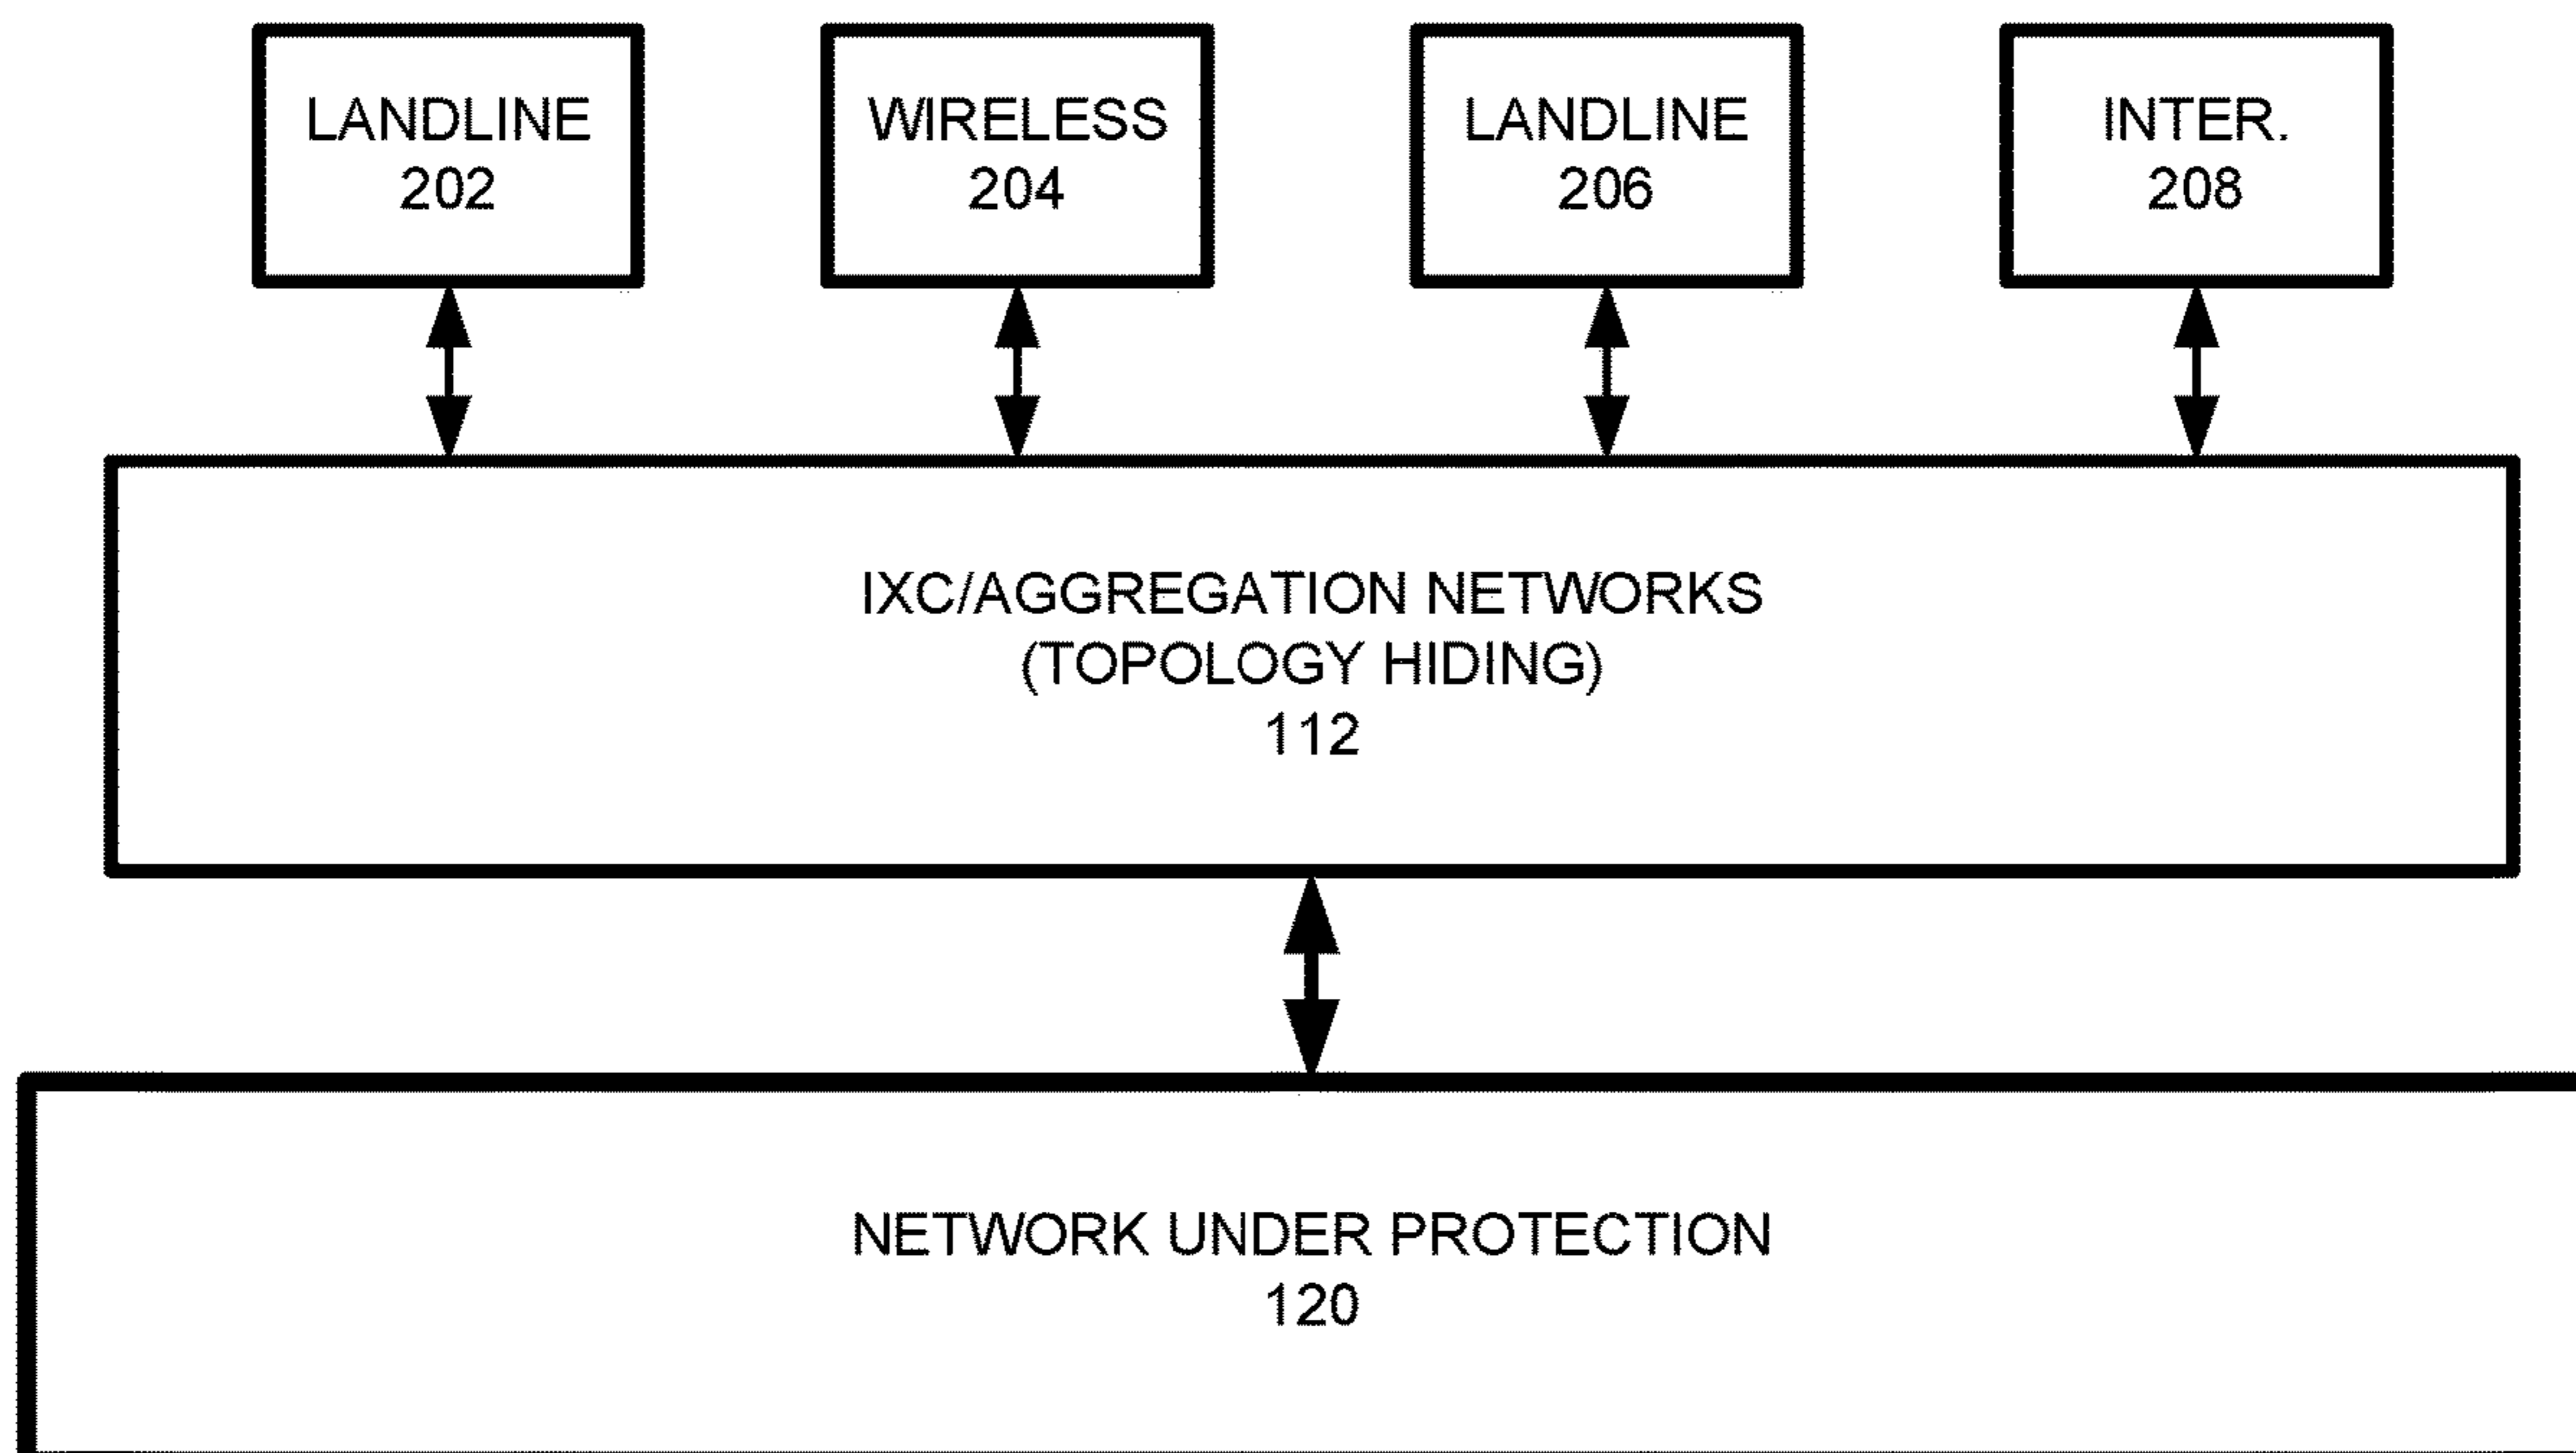 LANDLINE
202
WIRELESS
204
LANDLINE
206
INTER.
208
IXC/AGGREGATION NETWORKS
(TOPOLOGY HIDING)
112
NETWORK UNDER PROTECTION
120